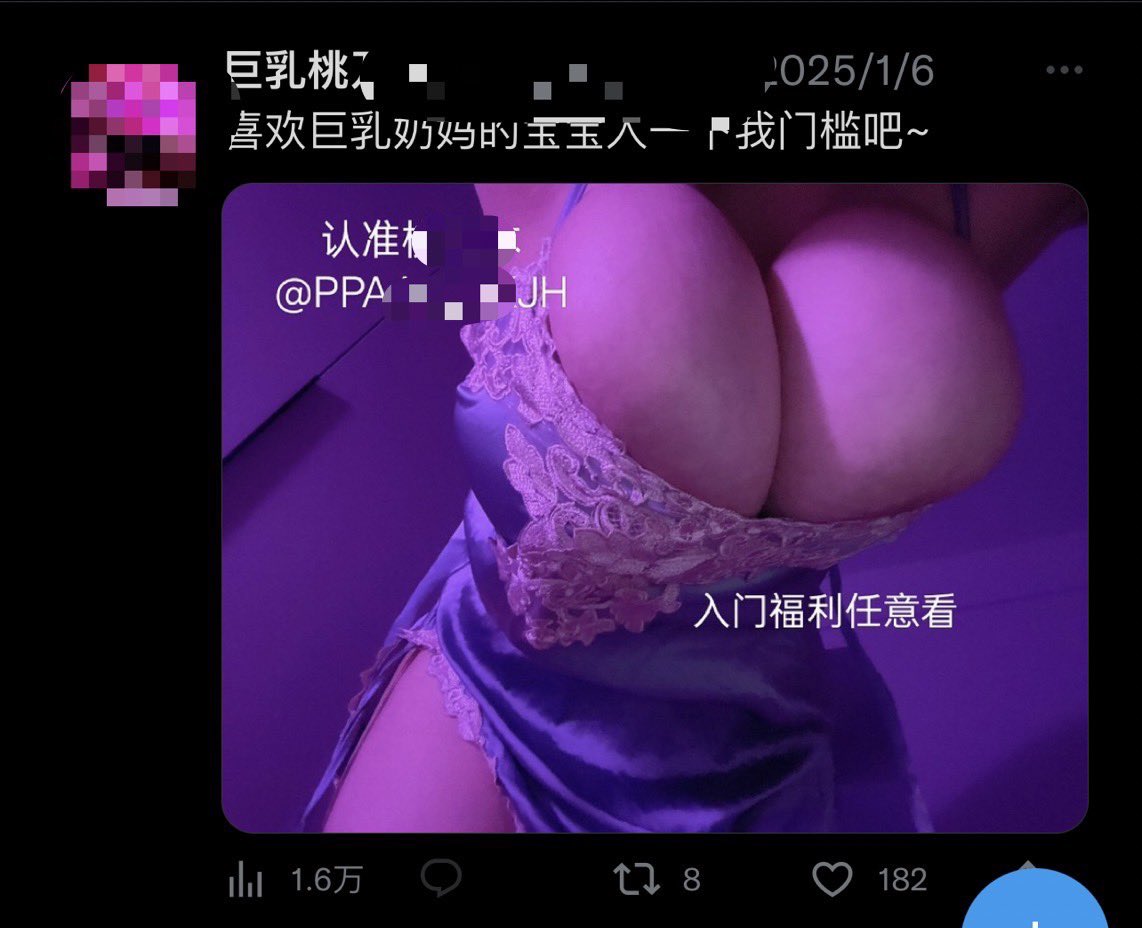 巨乳桃 2025/1/6
喜欢巨乳奶妈的宝宝入一 我门槛吧~
认准
@PPA JH
入门福利任意看
1.6万 8 182